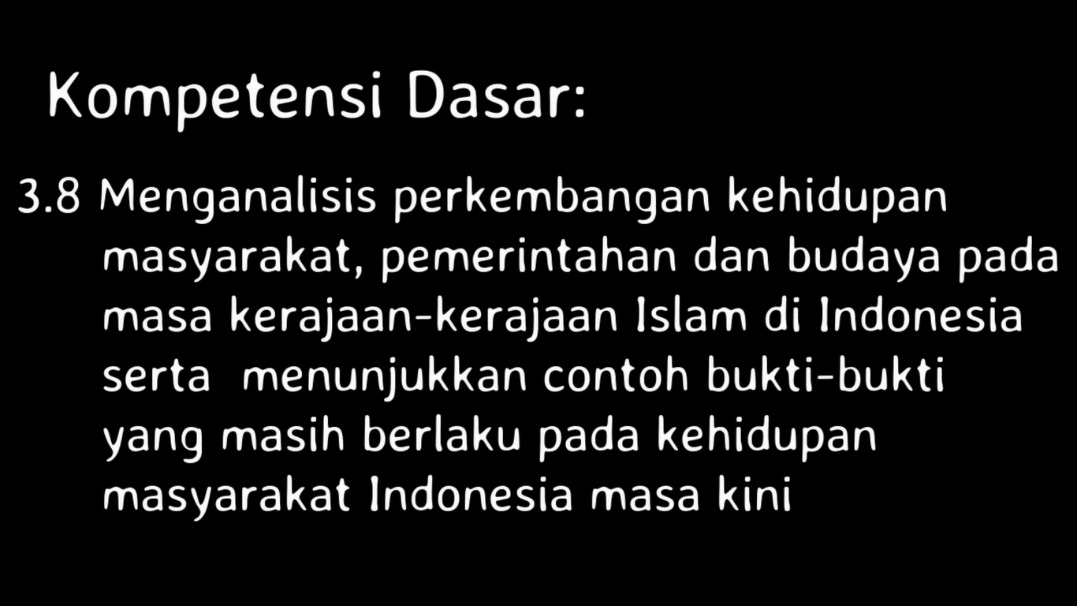 Kompetensi Dasar:
3.8 Menganalisis perkembangan kehidupan
masyarakat, pemerintahan dan budaya pada
masa kerajaan-kerajaan Islam di Indonesia
serta menunjukkan contoh bukti-bukti
yang masih berlaku pada kehidupan
masyarakat Indonesia masa kini